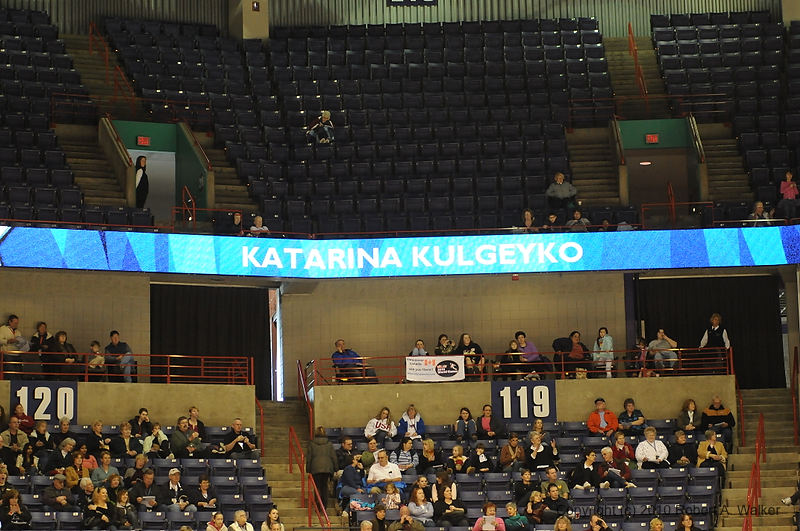 KATARINA KULGEYKO
120
119
Copyright (c) 2010 Robert A. Walker